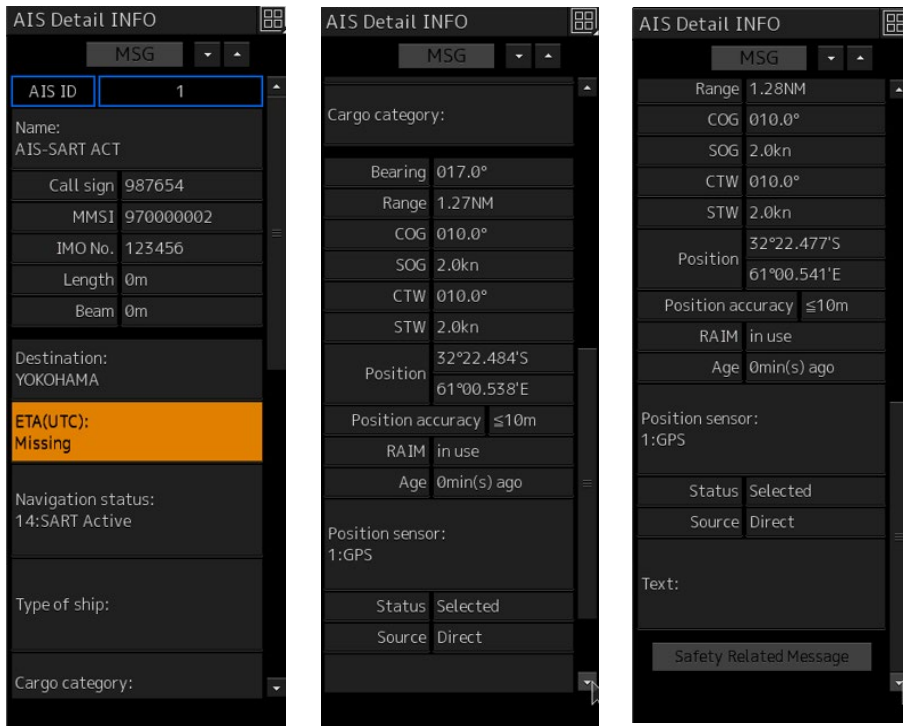 AIS Detail INFO
MSG
AIS ID 1
Name:
AIS-SART ACT
Call sign 987654
MMSI 970000002
IMO No. 123456
Length 0m
Beam 0m
Destination:
YOKOHAMA
ETA(UTC):
Missing
Navigation status:
14:SART Active
Type of ship:
Cargo category:
AIS Detail INFO
MSG
Cargo category:
Bearing 017.0°
Range 1.27NM
COG 010.0°
SOG 2.0kn
CTW 010.0°
STW 2.0kn
Position 32°22.484'S
61°00.538'E
Position accuracy ≦10m
RAIM in use
Age 0min(s) ago
Position sensor:
1:GPS
Status Selected
Source Direct
AIS Detail INFO
MSG
Range 1.28NM
COG 010.0°
SOG 2.0kn
CTW 010.0°
STW 2.0kn
Position 32°22.477'S
61°00.541'E
Position accuracy ≦10m
RAIM in use
Age 0min(s) ago
Position sensor:
1:GPS
Status Selected
Source Direct
Text:
Safety Related Message